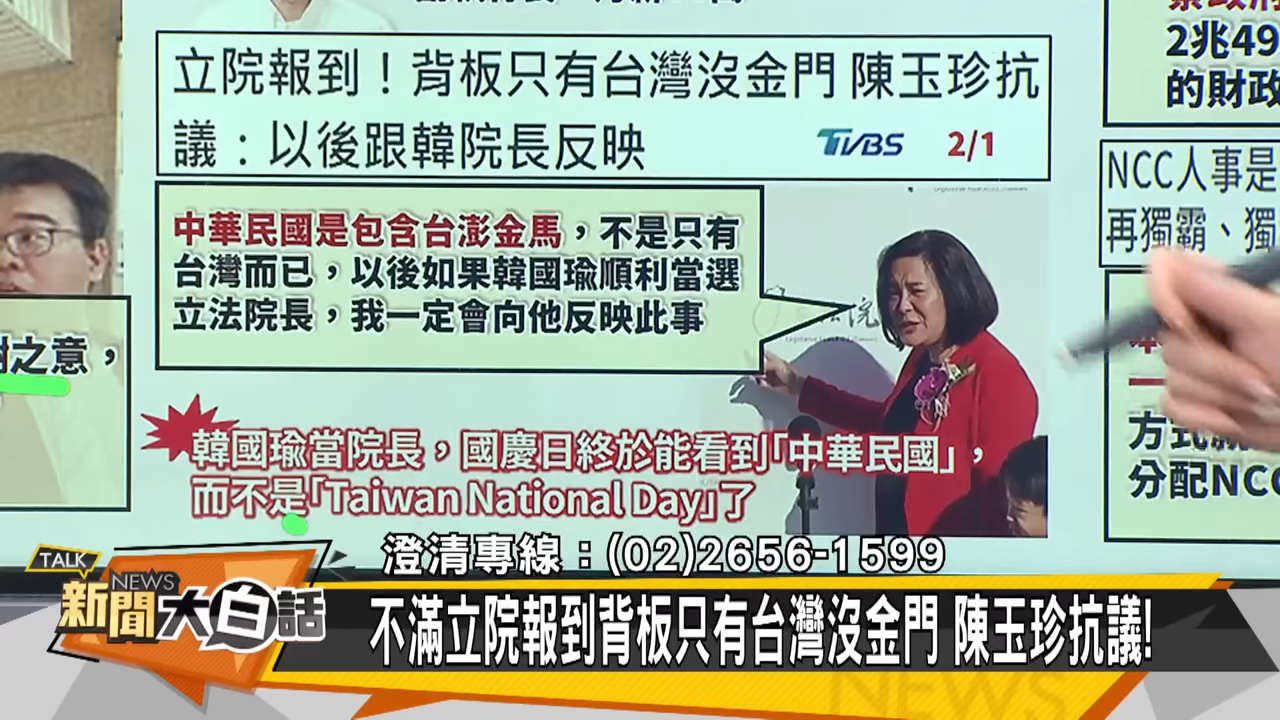 立院報到！背板只有台灣沒金門 陳玉珍抗
議：以後跟韓院長反映
TVBS 2/1
中華民國是包含台澎金馬，不是只有
台灣而已，以後如果韓國瑜順利當選
立法院長，我一定會向他反映此事
韓國瑜當院長，國慶日終於能看到「中華民國」，
而不是「Taiwan National Day」了
之意，
2兆49
的財政
NCC人事是
再獨霸、獨
分配NCC
澄清專線：(02)2656-1599
TALK
NEWS
新聞大白話
不滿立院報到背板只有台灣沒金門 陳玉珍抗議!
NEWS